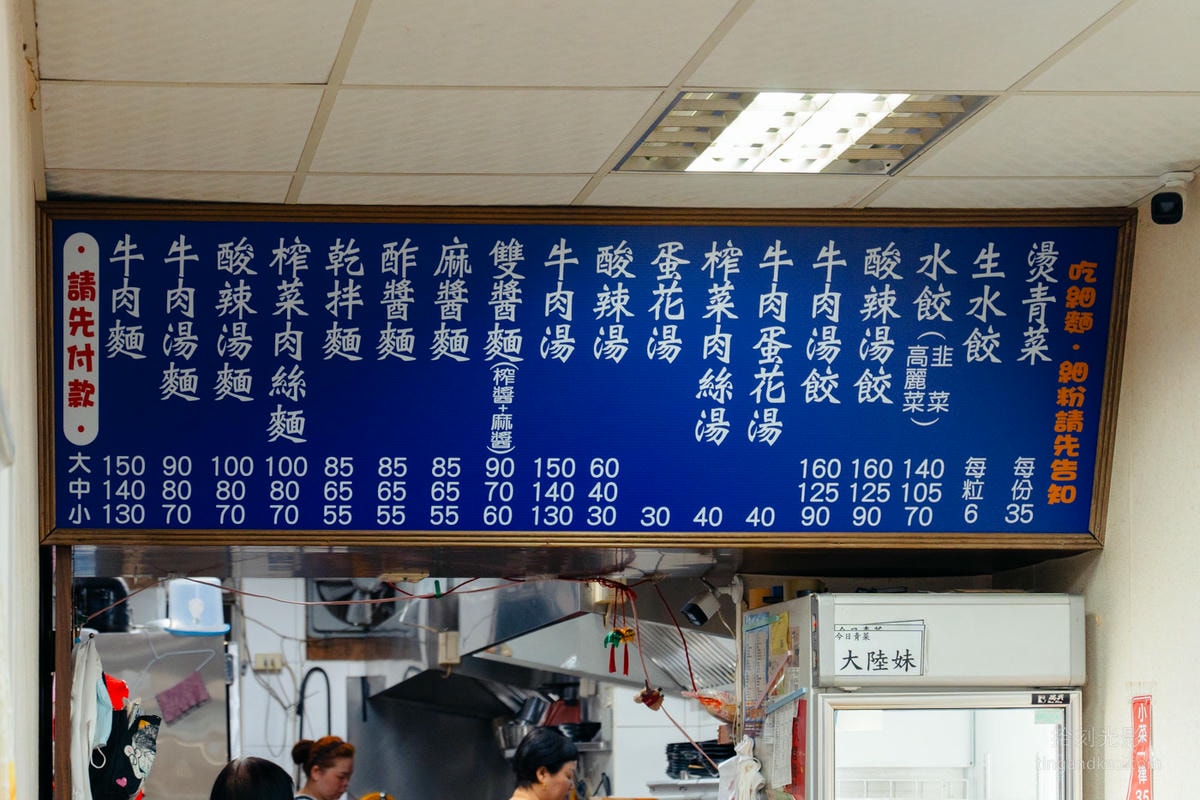 請先付款
牛肉麵
牛肉湯麵
酸辣湯麵
榨菜肉絲麵
乾拌麵
酢醬麵
麻醬麵
雙醬麵(榨醬+麻醬)
牛肉湯
酸辣湯
蛋花湯
榨菜肉絲湯
牛肉蛋花湯
牛肉湯餃
酸辣湯餃
水餃(韭菜 高麗菜)
生水餃
燙青菜
吃細麵・細粉請先告知
大 150 90 100 100 85 85 85 90 150 60 160 160 140 每粒 每份
中 140 80 80 80 65 65 65 70 140 40 125 125 105
小 130 70 70 70 55 55 55 60 130 30 30 40 40 90 90 70 6 35
今日青菜
大陸妹
小菜一律35